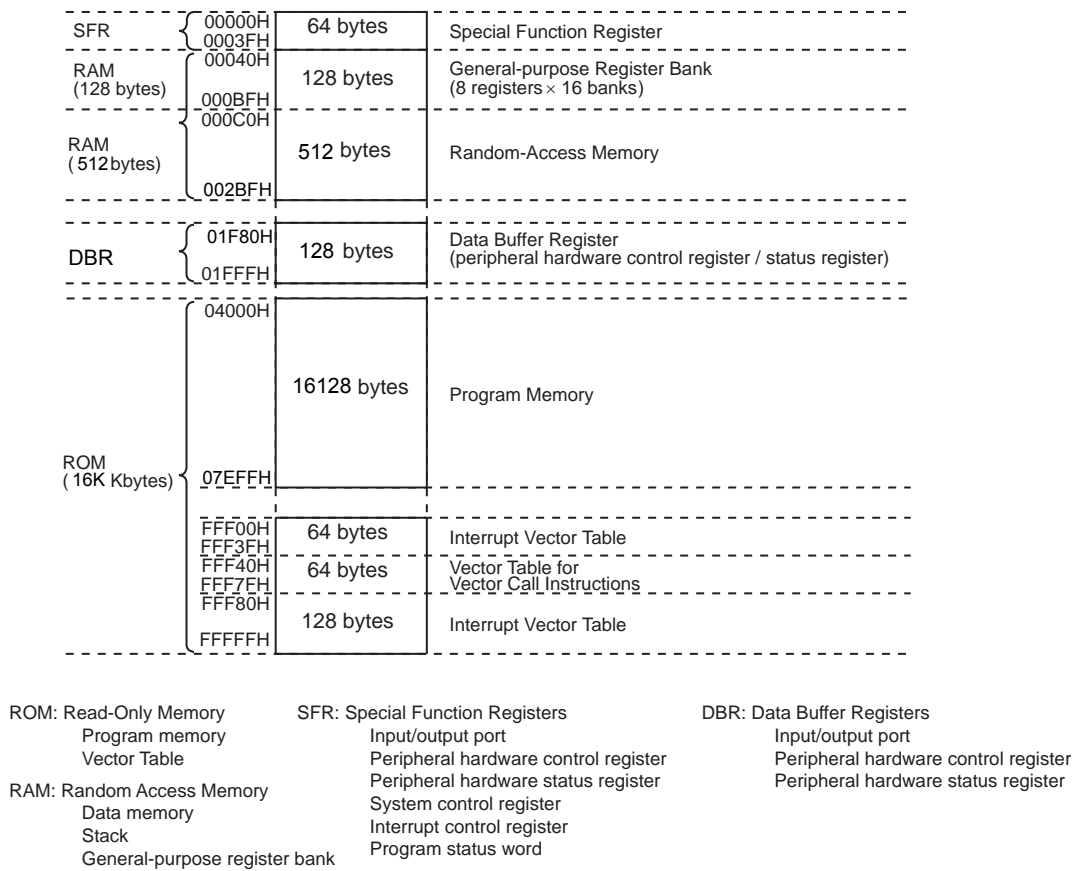 SFR
00000H
0003FH
64 bytes
Special Function Register
RAM
(128 bytes)
00040H
000BFH
128 bytes
General-purpose Register Bank
(8 registers × 16 banks)
RAM
( 512bytes)
000C0H
002BFH
512 bytes
Random-Access Memory
DBR
01F80H
01FFFH
128 bytes
Data Buffer Register
(peripheral hardware control register / status register)
ROM
( 16K Kbytes)
04000H
07EFFH
16128 bytes
Program Memory
FFF00H
FFF3FH
64 bytes
Interrupt Vector Table
FFF40H
FFF7FH
64 bytes
Vector Table for
Vector Call Instructions
FFF80H
FFFFFH
128 bytes
Interrupt Vector Table
ROM: Read-Only Memory
Program memory
Vector Table
RAM: Random Access Memory
Data memory
Stack
General-purpose register bank
SFR: Special Function Registers
Input/output port
Peripheral hardware control register
Peripheral hardware status register
System control register
Interrupt control register
Program status word
DBR: Data Buffer Registers
Input/output port
Peripheral hardware control register
Peripheral hardware status register